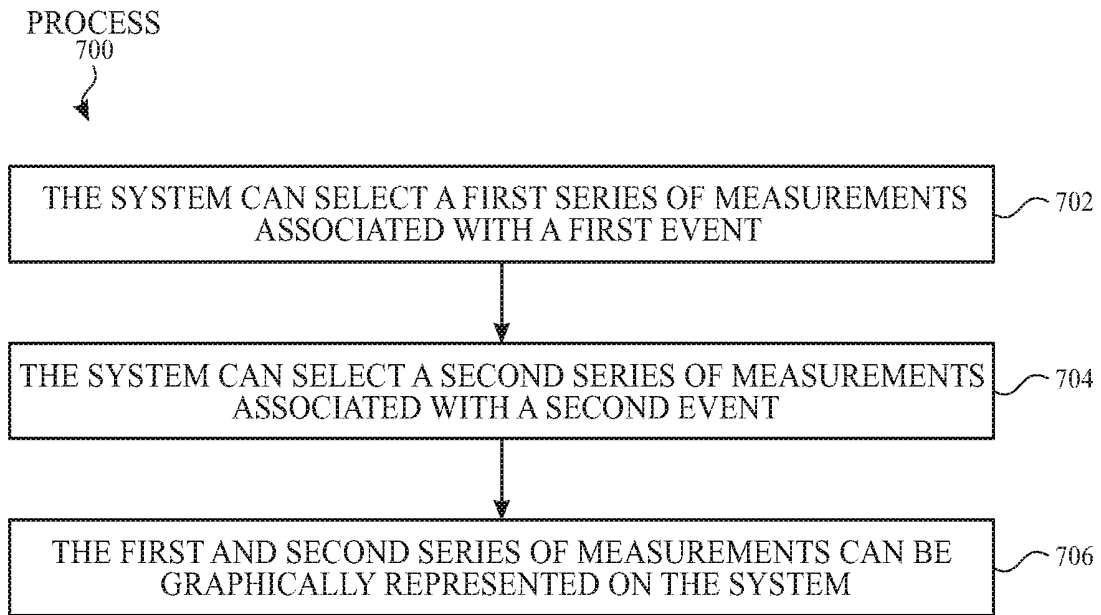 PROCESS
700
THE SYSTEM CAN SELECT A FIRST SERIES OF MEASUREMENTS
ASSOCIATED WITH A FIRST EVENT
702
THE SYSTEM CAN SELECT A SECOND SERIES OF MEASUREMENTS
ASSOCIATED WITH A SECOND EVENT
704
THE FIRST AND SECOND SERIES OF MEASUREMENTS CAN BE
GRAPHICALLY REPRESENTED ON THE SYSTEM
706